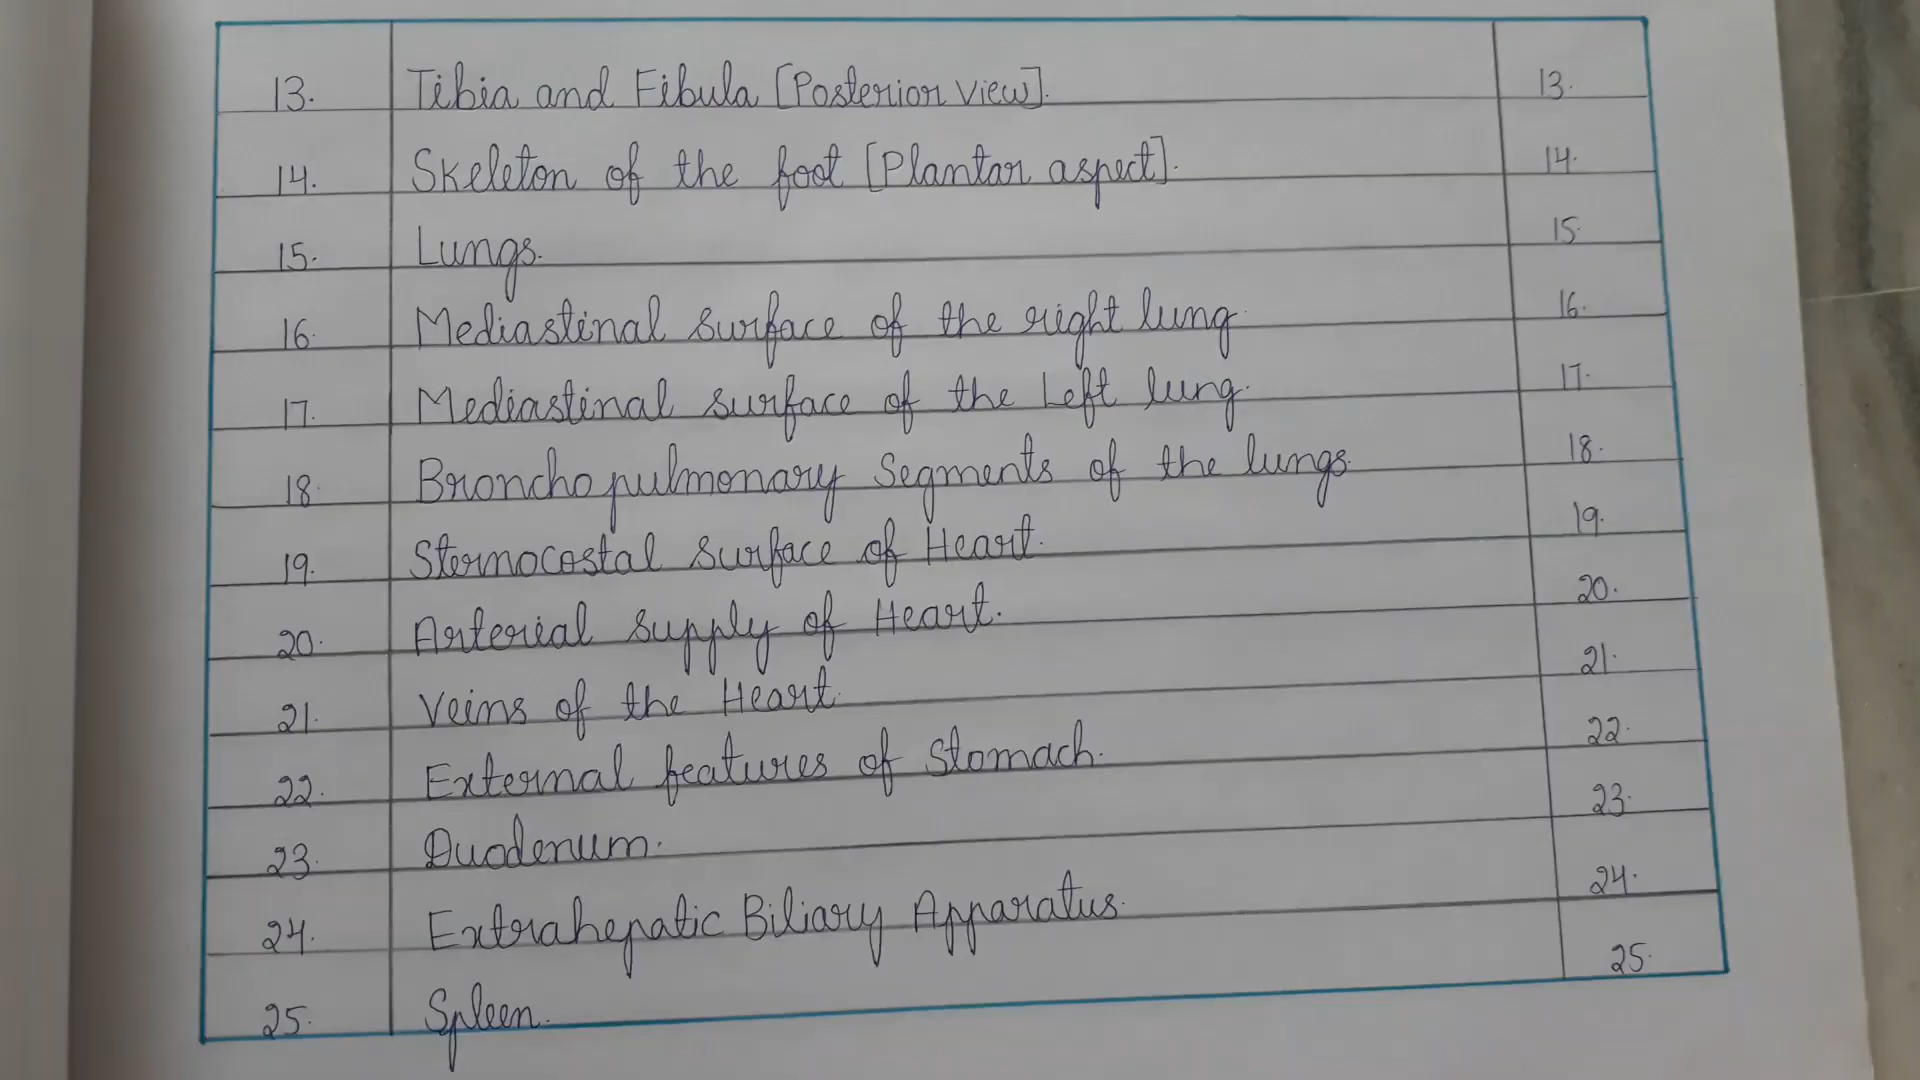 13. Tibia and Fibula [Posterior view]. 13.
14. Skeleton of the foot [Plantar aspect]. 14.
15. Lungs. 15.
16. Mediastinal surface of the right lung. 16.
17. Mediastinal surface of the Left lung. 17.
18. Bronchopulmonary Segments of the lungs. 18.
19. Sternocostal surface of Heart. 19.
20. Arterial supply of Heart. 20.
21. Veins of the Heart. 21.
22. External features of Stomach. 22.
23. Duodenum. 23.
24. Extrahepatic Biliary Apparatus. 24.
25. Spleen. 25.